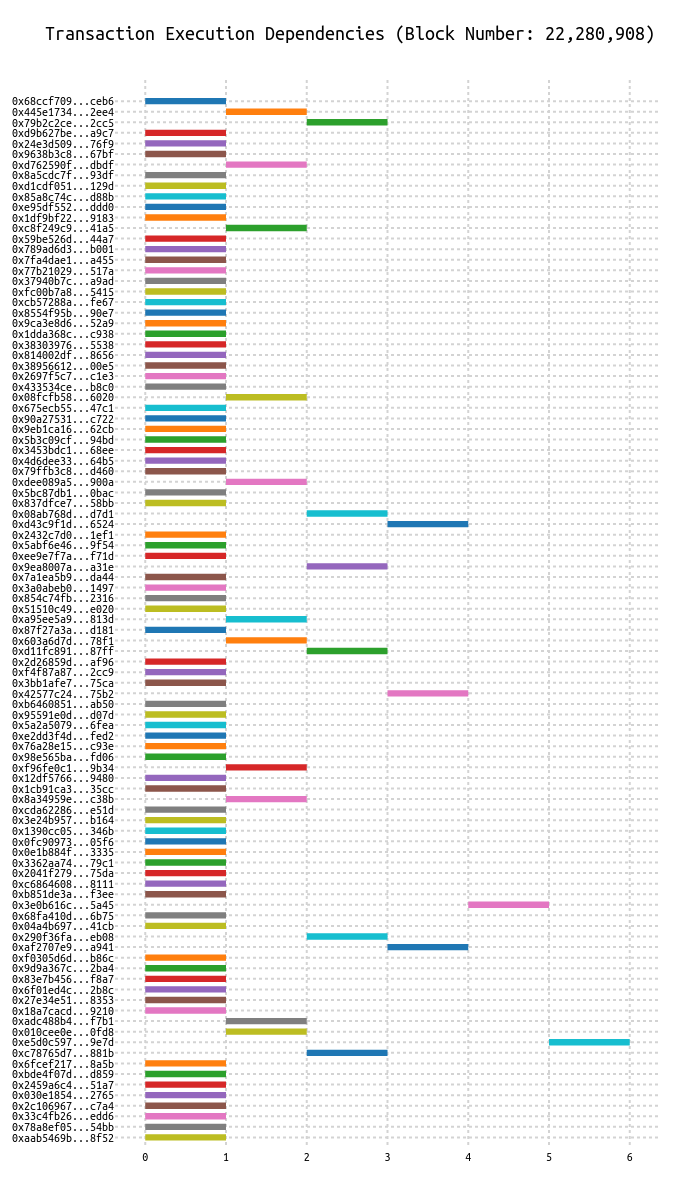 Transaction Execution Dependencies (Block Number: 22,280,908)
0x68ccf709...ceb6
0x445e1734...2ee4
0x79b2c2ce...2cc5
0xd9b627be...a9c7
0x24e3d509...76f9
0x9638b3c8...67bf
0xd762590f...dbdf
0x8a5cdc7f...93df
0xd1cdf051...129d
0x85a8c74c...d88b
0xe95df552...ddd0
0x1df9bf22...9183
0xc8f249c9...41a5
0x59be526d...44a7
0x789ad6d3...b001
0x7fa4dae1...a455
0x77b21029...517a
0x37940b7c...a9ad
0xfc00b7a8...5415
0xcb57288a...fe67
0x8554f95b...90e7
0x9ca3e8d6...52a9
0x1dda368c...c938
0x38303976...5538
0x814002df...8656
0x38956612...00e5
0x2697f5c7...c1e3
0x433534ce...b8c0
0x08fcfb58...6020
0x675ecb55...47c1
0x90a27531...c722
0x9eb1ca16...62cb
0x5b3c09cf...94bd
0x3453bdc1...68ee
0x4d6dee33...64b5
0x79ffb3c8...d460
0xdee089a5...900a
0x5bc87db1...0bac
0x837dfce7...58bb
0x08ab768d...d7d1
0xd43c9f1d...6524
0x2432c7d0...1ef1
0x5abf6e46...9f54
0xee9e7f7a...f71d
0x9ea8007a...a31e
0x7a1ea5b9...da44
0x3a0abeb0...1497
0x854c74fb...2316
0x51510c49...e020
0xa95ee5a9...813d
0x87f27a3a...d181
0x603a6d7d...78f1
0xd11fc891...87ff
0x2d26859d...af96
0xf4f87a87...2cc9
0x3bb1afe7...75ca
0x42577c24...75b2
0xb6460851...ab50
0x95591e0d...d07d
0x5a2a5079...6fea
0xe2dd3f4d...fed2
0x76a28e15...c93e
0x98e565ba...fd06
0xf96fe0c1...9b34
0x12df5766...9480
0x1cb91ca3...35cc
0x8a34959e...c38b
0xcda62286...e51d
0x3e24b957...b164
0x1390cc05...346b
0x0fc90973...05f6
0x0e1b884f...3335
0x3362aa74...79c1
0x2041f279...75da
0xc6864608...8111
0xb851de3a...f3ee
0x3e0b616c...5a45
0x68fa410d...6b75
0x04a4b697...41cb
0x290f36fa...eb08
0xaf2707e9...a941
0xf0305d6d...b86c
0x9d9a367c...2ba4
0x83e7b456...f8a7
0x6f01ed4c...2b8c
0x27e34e51...8353
0x18a7cacd...9210
0xadc488b4...f7b1
0x010cee0e...0fd8
0xe5d0c597...9e7d
0xc78765d7...881b
0x6fcef217...8a5b
0xbde4f07d...d859
0x2459a6c4...51a7
0x030e1854...2765
0x2c106967...c7a4
0x33c4fb26...edd6
0x78a8ef05...54bb
0xaab5469b...8f52
0 1 2 3 4 5 6